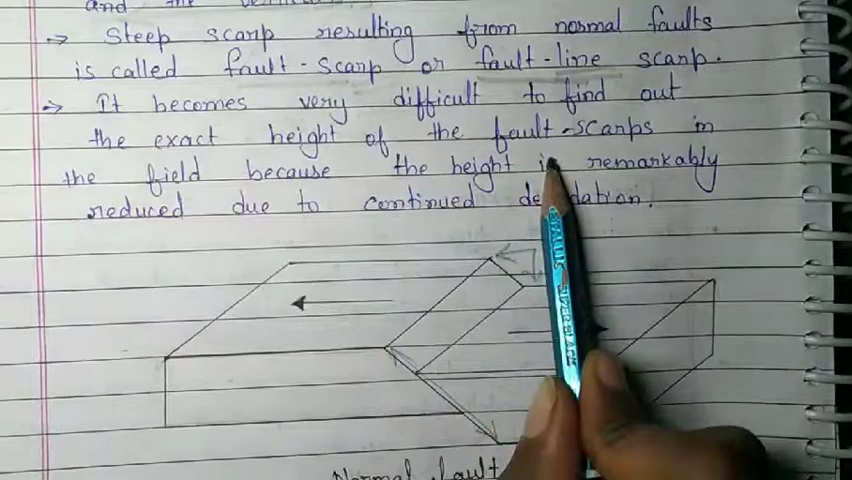 and the
→ Steep scarp resulting from normal faults
is called fault-scarp or fault-line scarp.
→ It becomes very difficult to find out
the exact height of the fault-scarps in
the field because the height is remarkably
reduced due to continued
Normal fault